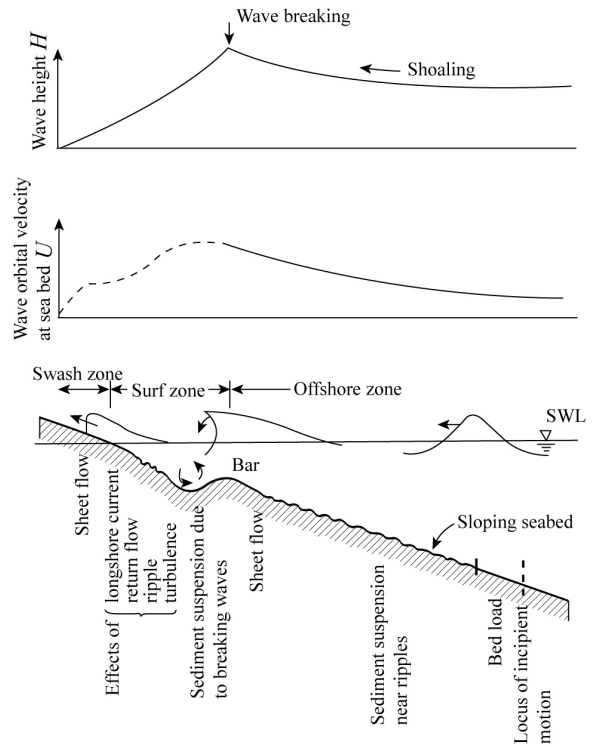 Wave breaking
Wave height H
Shoaling
Wave orbital velocity
at sea bed U
Swash zone
Surf zone
Offshore zone
SWL
Bar
Sloping seabed
Sheet flow
Effects of
longshore current
return flow
ripple
turbulence
Sediment suspension due
to breaking waves
Sheet flow
Sediment suspension
near ripples
Bed load
Locus of incipient
motion